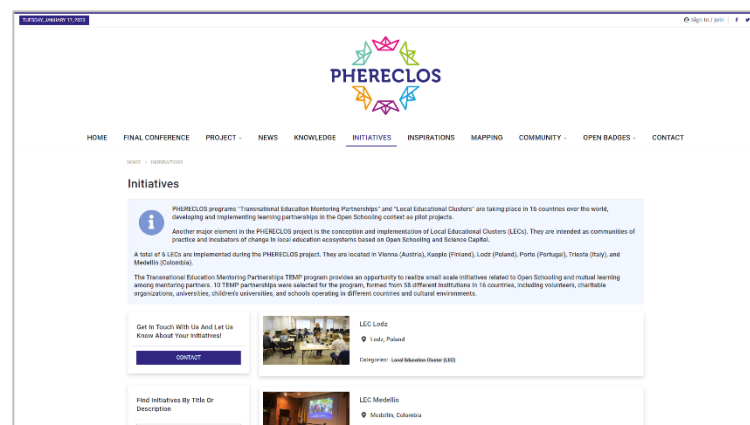 TUESDAY, JANUARY 17, 2023
Sign In / Join
PHERECLOS
HOME FINAL CONFERENCE PROJECT NEWS KNOWLEDGE INITIATIVES INSPIRATIONS MAPPING COMMUNITY OPEN BADGES CONTACT
HOME > INSPIRATIONS
Initiatives
PHERECLOS programs "Transnational Education Mentoring Partnerships" and "Local Educational Clusters" are taking place in 16 countries over the world,
developing and implementing learning partnerships in the Open Schooling context as pilot projects.
Another major element in the PHERECLOS project is the conception and implementation of Local Educational Clusters (LECs). They are intended as communities of
practice and incubators of change in local education ecosystems based on Open Schooling and Science Capital.
A total of 6 LECs are implemented during the PHERECLOS project. They are located in Vienna (Austria), Kuopio (Finland), Lodz (Poland), Porto (Portugal), Trieste (Italy), and
Medellin (Colombia).
The Transnational Education Mentoring Partnerships TEMP program provides an opportunity to realize small scale initiatives related to Open Schooling and mutual learning
among mentoring partners. 10 TEMP partnerships were selected for the program, formed from 58 different institutions in 16 countries, including volunteers, charitable
organizations, universities, children's universities, and schools operating in different countries and cultural environments.
Get In Touch With Us And Let Us
Know About Your Initiatives!
CONTACT
LEC Lodz
Lodz, Poland
Categories: Local Education Cluster (LEC)
Find Initiatives By Title Or
Description
LEC Medellin
Medellin, Colombia